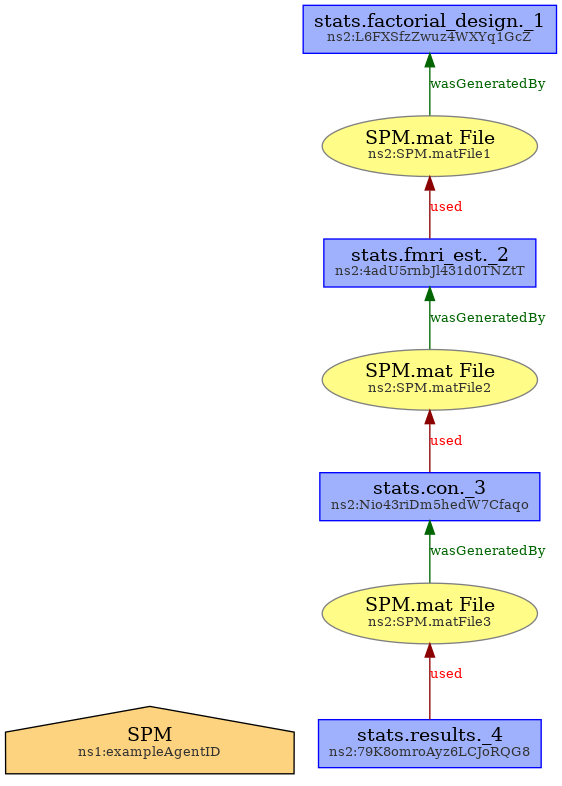 stats.factorial_design._1
ns2:L6FXSfzZwuz4WXYq1GcZ
wasGeneratedBy
SPM.mat File
ns2:SPM.matFile1
used
stats.fmri_est._2
ns2:4adU5rnbJl431d0TNZtT
wasGeneratedBy
SPM.mat File
ns2:SPM.matFile2
used
stats.con._3
ns2:Nio43riDm5hedW7Cfaqo
wasGeneratedBy
SPM.mat File
ns2:SPM.matFile3
used
SPM
ns1:exampleAgentID
stats.results._4
ns2:79K8omroAyz6LCJoRQG8